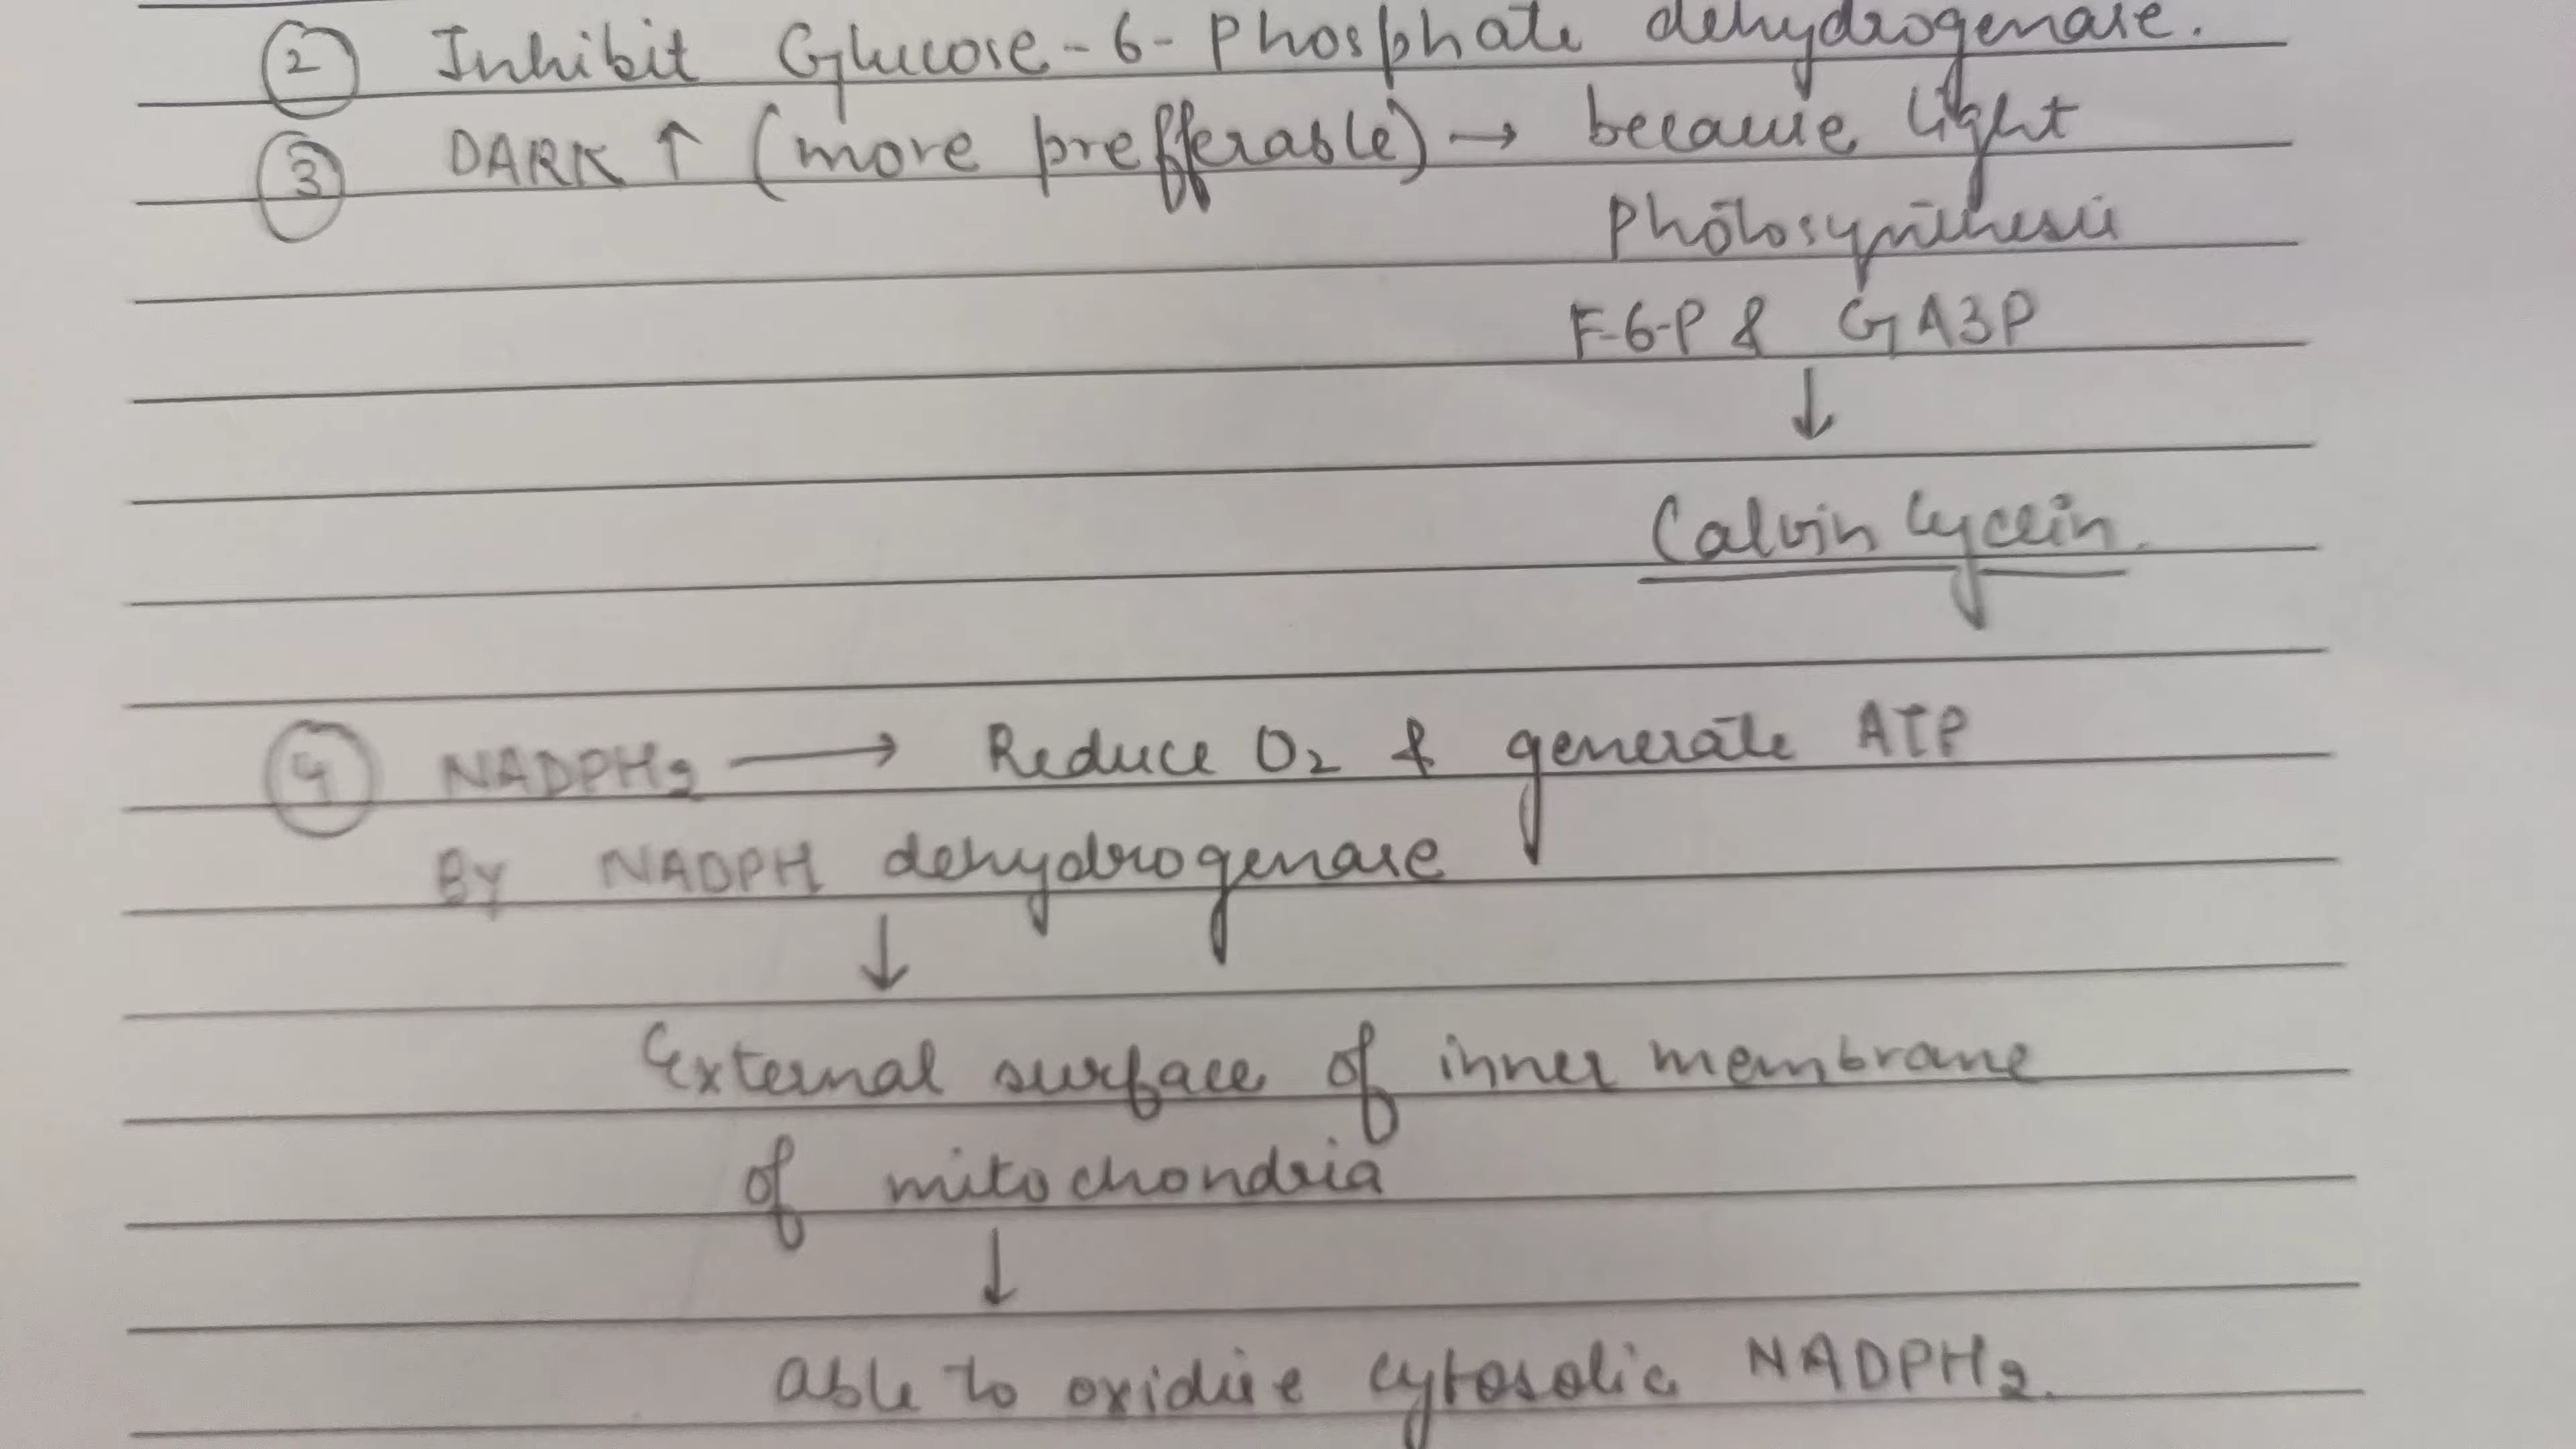 ② Inhibit Glucose-6-Phosphate dehydrogenase.
③ DARK ↑ (more prefferable) → because light
Photosynthesis
F-6-P & GA3P
↓
Calvin Cyclein.
④ NADPH₂ → Reduce O₂ & generate ATP
By NADPH dehydrogenase
↓
External surface of inner membrane
of mitochondria
↓
able to oxidise cytosolic NADPH₂.